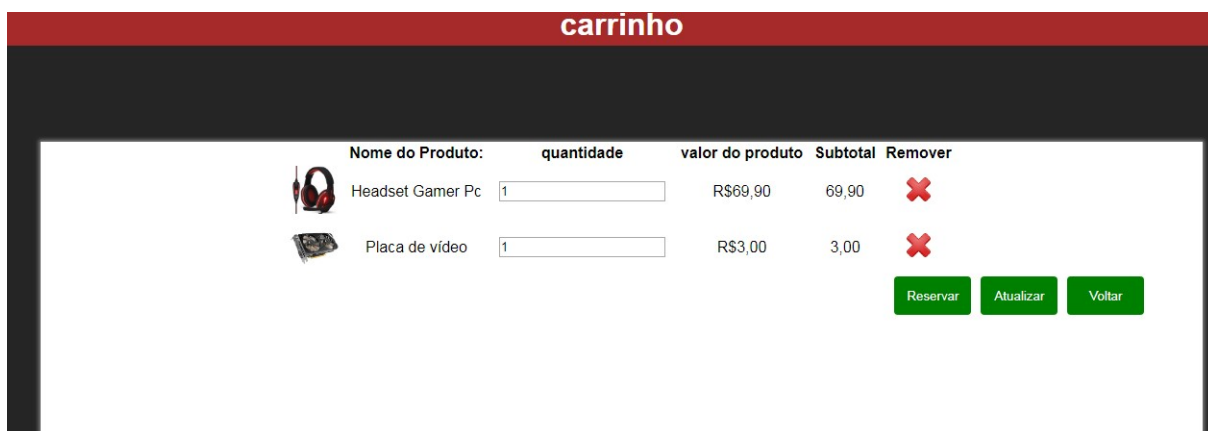 carrinho
Nome do Produto: quantidade valor do produto Subtotal Remover
Headset Gamer Pc 1 R$69,90 69,90
Placa de vídeo 1 R$3,00 3,00
Reservar Atualizar Voltar